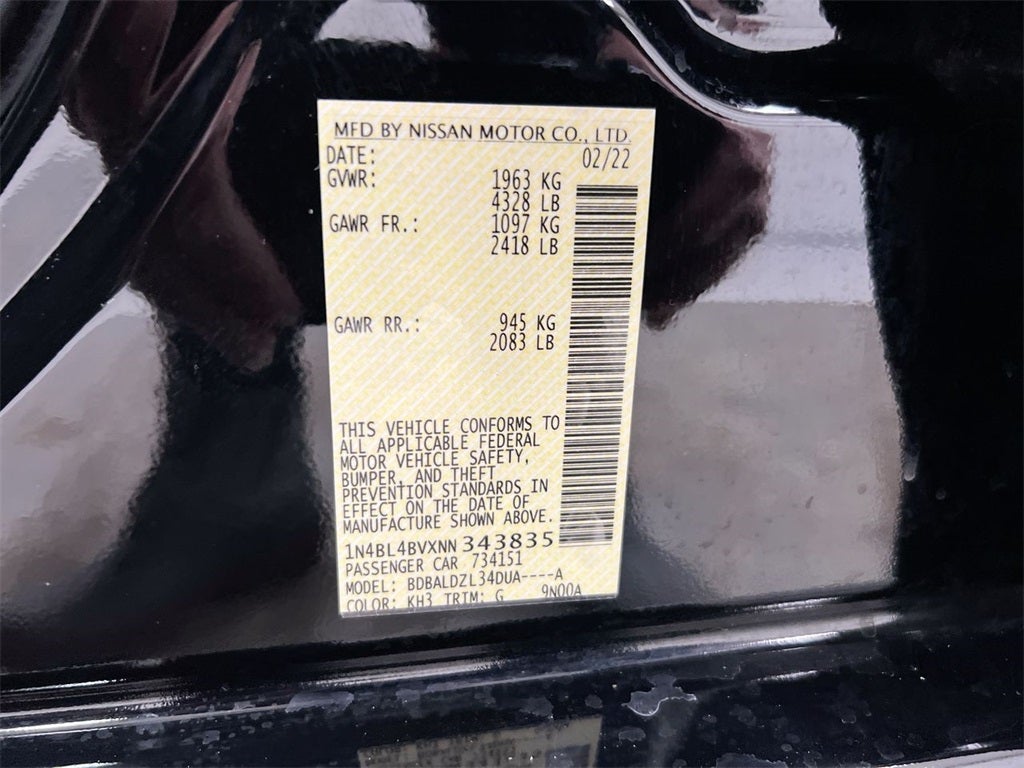 MFD BY NISSAN MOTOR CO., LTD.
DATE: 02/22
GVWR: 1963 KG
4328 LB
GAWR FR.: 1097 KG
2418 LB
GAWR RR.: 945 KG
2083 LB
THIS VEHICLE CONFORMS TO
ALL APPLICABLE FEDERAL
MOTOR VEHICLE SAFETY,
BUMPER, AND THEFT
PREVENTION STANDARDS IN
EFFECT ON THE DATE OF
MANUFACTURE SHOWN ABOVE.
1N4BL4BVXNN343835
PASSENGER CAR 734151
MODEL: BDBALDZL34DUA----A
COLOR: KH3 TRIM: G 9N00A